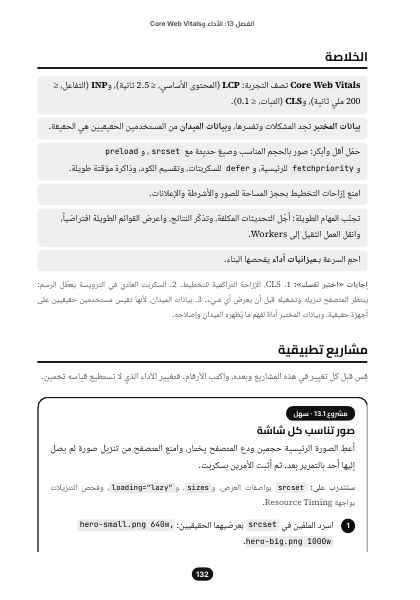 الفصل 13: الأداء وCore Web Vitals
الخلاصة
Core Web Vitals تصف التجربة: LCP (المحتوى الأساسي، ≤ 2.5 ثانية)، وINP (التفاعل، ≤
200 ملي ثانية)، وCLS (الثبات، ≤ 0.1).
بيانات المختبر تجد المشكلات وتفسرها، وبيانات الميدان من المستخدمين الحقيقيين هي الحقيقة.
حمّل أقل وأبكر: صور بالحجم المناسب وصيغ حديثة مع srcset، و preload
و fetchpriority للرئيسية، و defer للسكربتات، وتقسيم الكود، وذاكرة مؤقتة طويلة.
امنع إزاحات التخطيط بحجز المساحة للصور والأشرطة والإعلانات.
تجنّب المهام الطويلة: أجّل التحديثات المكلفة، وتذكّر النتائج، واعرض القوائم الطويلة افتراضياً،
وانقل العمل الثقيل إلى Workers.
احمِ السرعة بميزانيات أداء يفحصها البناء.
إجابات «اختبر نفسك»: 1. CLS، الإزاحة التراكمية للتخطيط. 2. السكربت العادي في الترويسة يعطّل الرسم:
ينتظر المتصفح تنزيله وتشغيله قبل أن يعرض أي شيء. 3. بيانات الميدان، لأنها تقيس مستخدمين حقيقيين على
أجهزة حقيقية، وبيانات المختبر أداة لفهم ما يُظهره الميدان وإصلاحه.
مشاريع تطبيقية
قِس قبل كل تغيير في هذه المشاريع وبعده، واكتب الأرقام. فتغيير الأداء الذي لا تستطيع قياسه تخمين.
مشروع 13.1 · سهل
صور تناسب كل شاشة
أعطِ الصورة الرئيسية حجمين ودع المتصفح يختار، وامنع المتصفح من تنزيل صورة لم يصل
إليها أحد بالتمرير بعد. ثم أثبت الأمرين بسكربت.
ستتدرب على: srcset بواصفات العرض، و sizes، و loading="lazy"، وفحص التنزيلات
بواجهة Resource Timing.
1 اسرد الملفين في srcset بعرضيهما الحقيقيين: hero-small.png 640w,
hero-big.png 1000w.
132